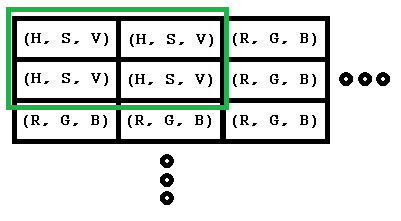 (H, S, V) (H, S, V) (R, G, B)
(H, S, V) (H, S, V) (R, G, B)
(R, G, B) (R, G, B) (R, G, B)